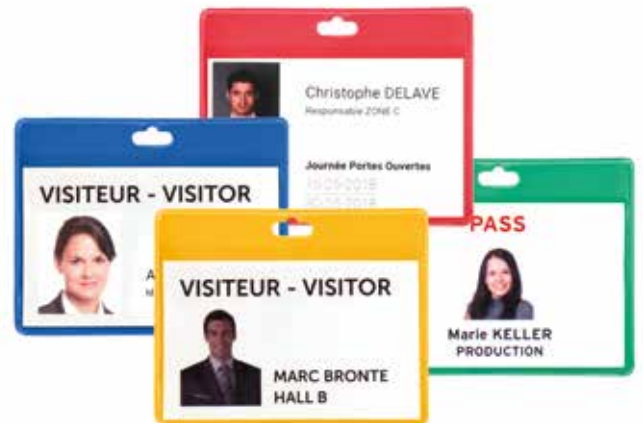 Christophe DELAVE
Responsable ZONE C
Journée Portes Ouvertes
VISITEUR - VISITOR
PASS
Marie KELLER
PRODUCTION
VISITEUR - VISITOR
MARC BRONTE
HALL B